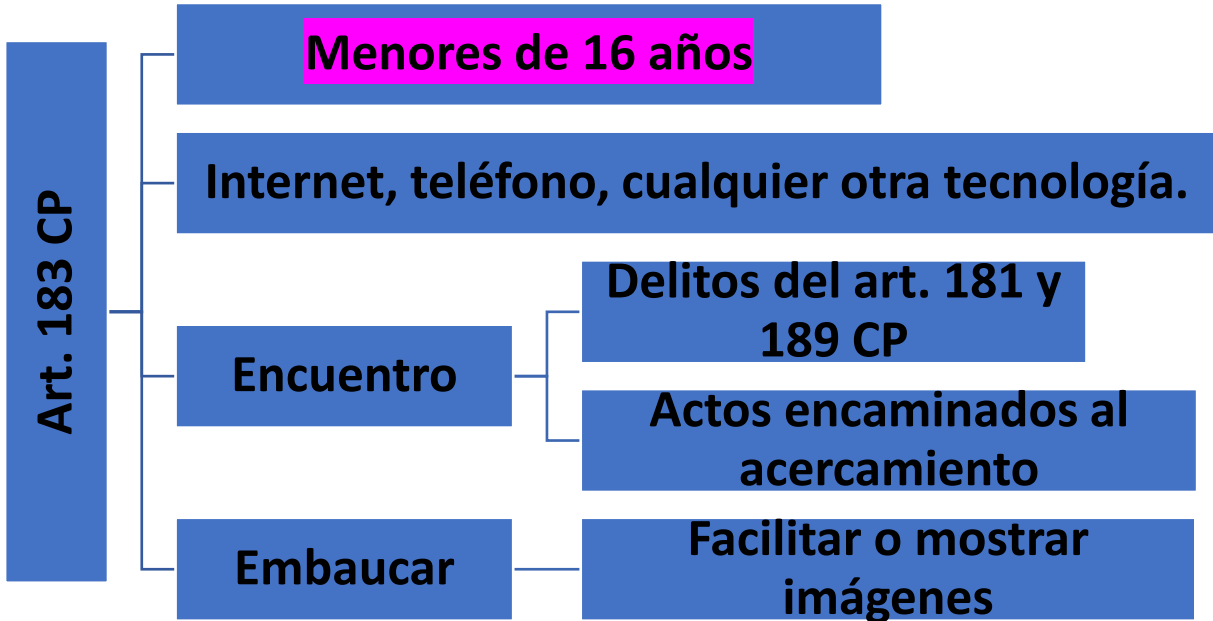 Art. 183 CP
Menores de 16 años
Internet, teléfono, cualquier otra tecnología.
Encuentro
Delitos del art. 181 y
189 CP
Actos encaminados al
acercamiento
Embaucar
Facilitar o mostrar
imágenes